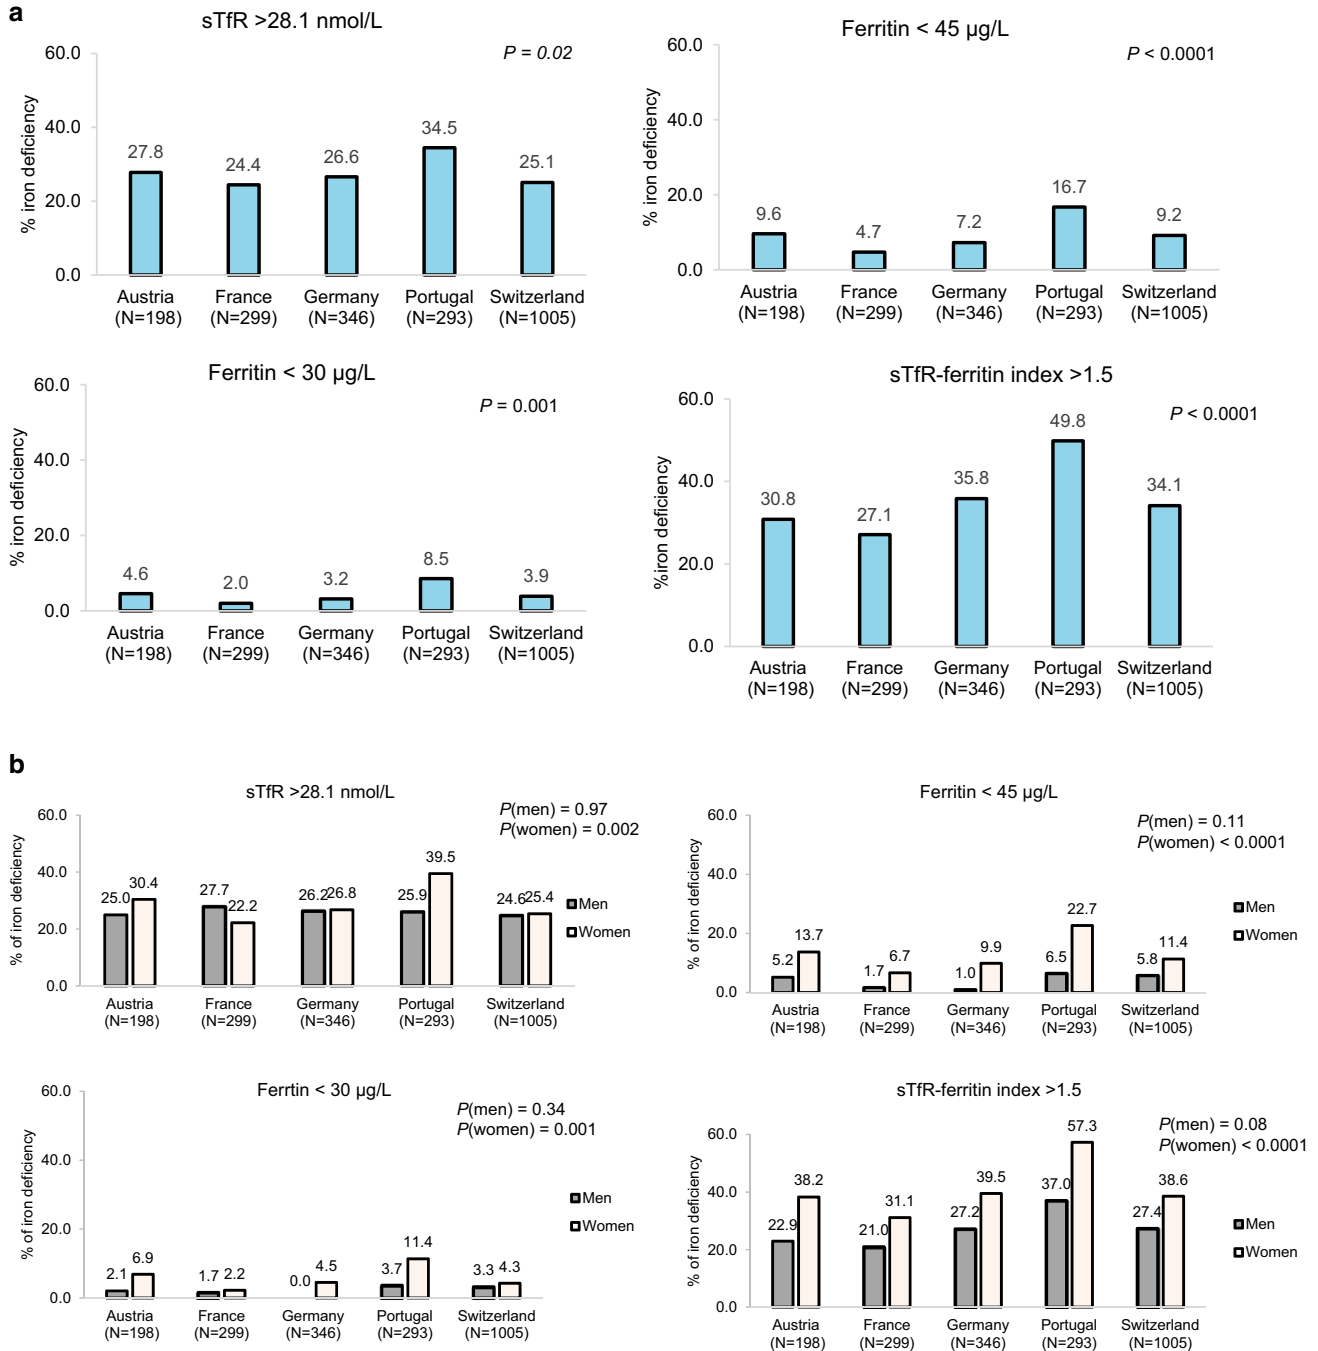 a
sTfR >28.1 nmol/L
P = 0.02
% iron deficiency
60.0
40.0
20.0
0.0
27.8
24.4
26.6
34.5
25.1
Austria France Germany Portugal Switzerland
(N=198) (N=299) (N=346) (N=293) (N=1005)
Ferritin < 45 µg/L
P < 0.0001
% iron deficiency
60.0
40.0
20.0
0.0
9.6
4.7
7.2
16.7
9.2
Austria France Germany Portugal Switzerland
(N=198) (N=299) (N=346) (N=293) (N=1005)
Ferritin < 30 µg/L
P = 0.001
% iron deficiency
60.0
40.0
20.0
0.0
4.6
2.0
3.2
8.5
3.9
Austria France Germany Portugal Switzerland
(N=198) (N=299) (N=346) (N=293) (N=1005)
sTfR-ferritin index >1.5
P < 0.0001
%iron deficiency
60.0
40.0
20.0
0.0
30.8
27.1
35.8
49.8
34.1
Austria France Germany Portugal Switzerland
(N=198) (N=299) (N=346) (N=293) (N=1005)
b
sTfR >28.1 nmol/L
P(men) = 0.97
P(women) = 0.002
% of iron deficiency
60.0
40.0
20.0
0.0
25.0 30.4
27.7 22.2
26.2 26.8
25.9 39.5
24.6 25.4
Men
Women
Austria France Germany Portugal Switzerland
(N=198) (N=299) (N=346) (N=293) (N=1005)
Ferritin < 45 µg/L
P(men) = 0.11
P(women) < 0.0001
% of iron deficiency
60.0
40.0
20.0
0.0
5.2 13.7
1.7 6.7
1.0 9.9
6.5 22.7
5.8 11.4
Men
Women
Austria France Germany Portugal Switzerland
(N=198) (N=299) (N=346) (N=293) (N=1005)
Ferrtin < 30 µg/L
P(men) = 0.34
P(women) = 0.001
% of iron deficiency
60.0
40.0
20.0
0.0
2.1 6.9
1.7 2.2
0.0 4.5
3.7 11.4
3.3 4.3
Men
Women
Austria France Germany Portugal Switzerland
(N=198) (N=299) (N=346) (N=293) (N=1005)
sTfR-ferritin index >1.5
P(men) = 0.08
P(women) < 0.0001
% of iron deficiency
60.0
40.0
20.0
0.0
22.9 38.2
21.0 31.1
27.2 39.5
37.0 57.3
27.4 38.6
Men
Women
Austria France Germany Portugal Switzerland
(N=198) (N=299) (N=346) (N=293) (N=1005)